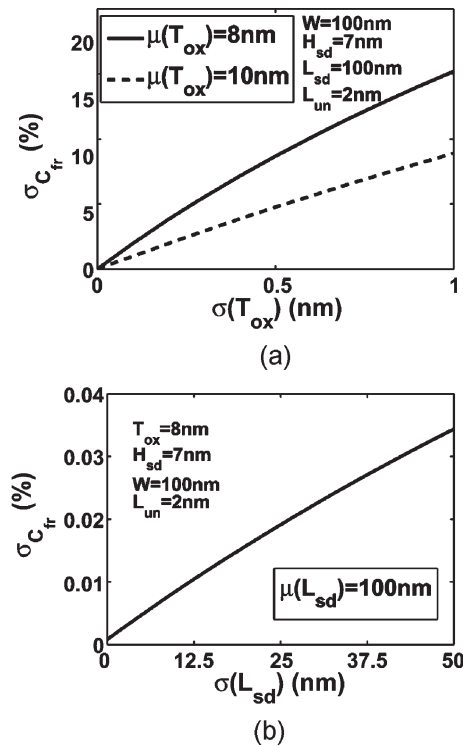 20
15
10
5
0
σ_C_fr (%)
μ(T_ox)=8nm
μ(T_ox)=10nm
W=100nm
H_sd=7nm
L_sd=100nm
L_un=2nm
0 0.5 1
σ(T_ox) (nm)
(a)
0.04
0.03
0.02
0.01
0
σ_C_fr (%)
T_ox=8nm
H_sd=7nm
W=100nm
L_un=2nm
μ(L_sd)=100nm
0 12.5 25 37.5 50
σ(L_sd) (nm)
(b)